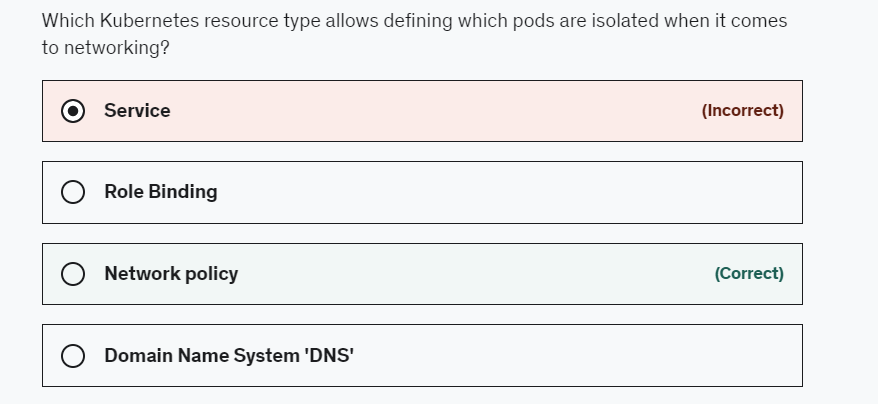 Which Kubernetes resource type allows defining which pods are isolated when it comes
to networking?
Service (Incorrect)
Role Binding
Network policy (Correct)
Domain Name System 'DNS'